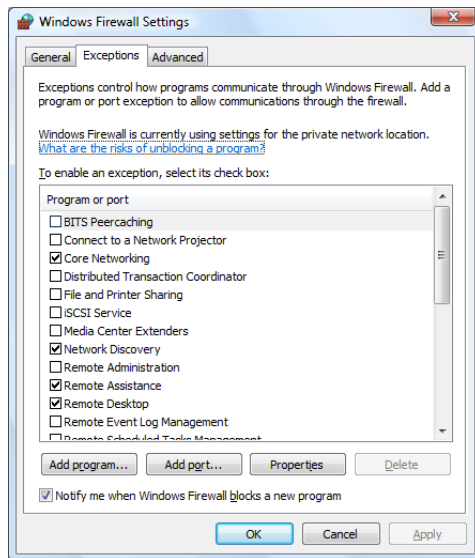 Windows Firewall Settings
General Exceptions Advanced
Exceptions control how programs communicate through Windows Firewall. Add a
program or port exception to allow communications through the firewall.
Windows Firewall is currently using settings for the private network location.
What are the risks of unblocking a program?
To enable an exception, select its check box:
Program or port
BITS Peercaching
Connect to a Network Projector
Core Networking
Distributed Transaction Coordinator
File and Printer Sharing
iSCSI Service
Media Center Extenders
Network Discovery
Remote Administration
Remote Assistance
Remote Desktop
Remote Event Log Management
Remote Scheduled Tasks Management
Add program... Add port... Properties Delete
Notify me when Windows Firewall blocks a new program
OK Cancel Apply